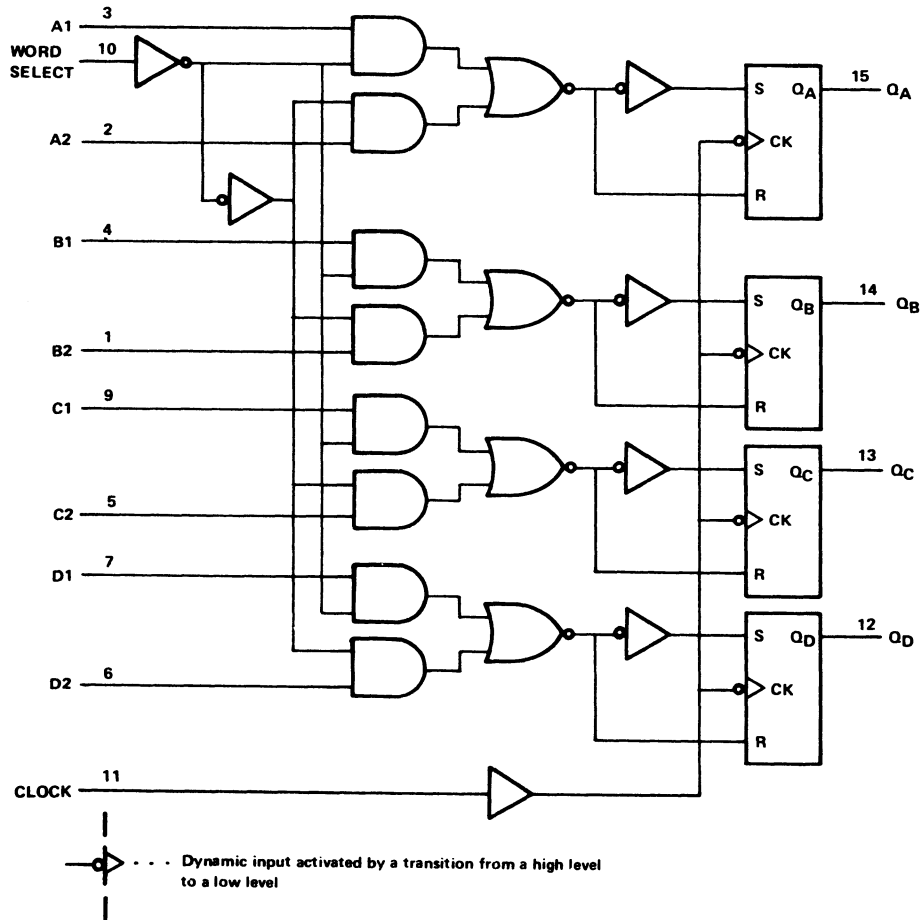 A1 3
WORD SELECT 10
A2 2
S QA 15 QA
CK
R
B1 4
B2 1
S QB 14 QB
CK
R
C1 9
C2 5
S QC 13 QC
CK
R
D1 7
D2 6
S QD 12 QD
CK
R
CLOCK 11
- - - Dynamic input activated by a transition from a high level
to a low level